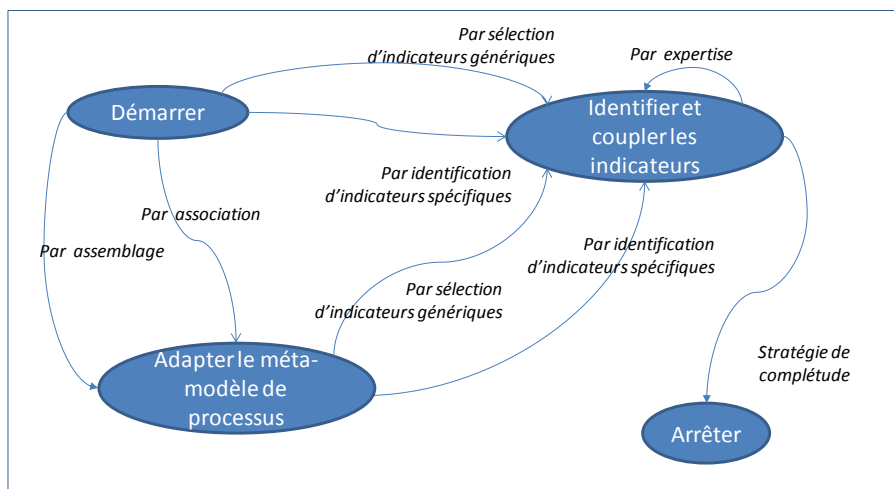 Par sélection
d'indicateurs génériques
Par expertise
Démarrer
Identifier et
coupler les
indicateurs
Par identification
d'indicateurs spécifiques
Par association
Par assemblage
Par identification
d'indicateurs spécifiques
Par sélection
d'indicateurs génériques
Adapter le méta-
modèle de
processus
Stratégie de
complétude
Arrêter